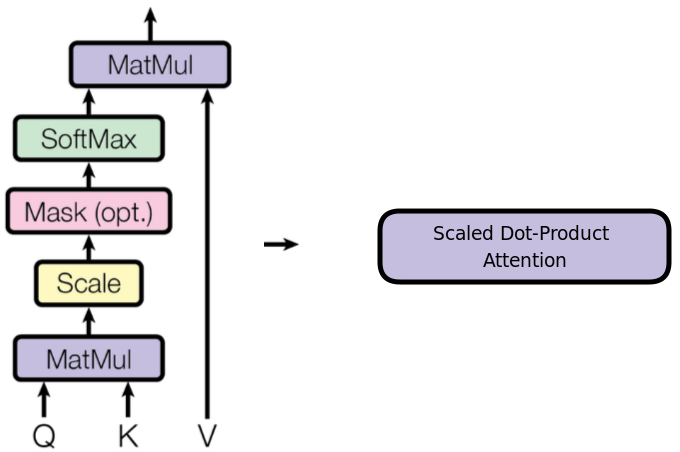 MatMul
SoftMax
Mask (opt.)
Scale
MatMul
Q K V
Scaled Dot-Product
Attention